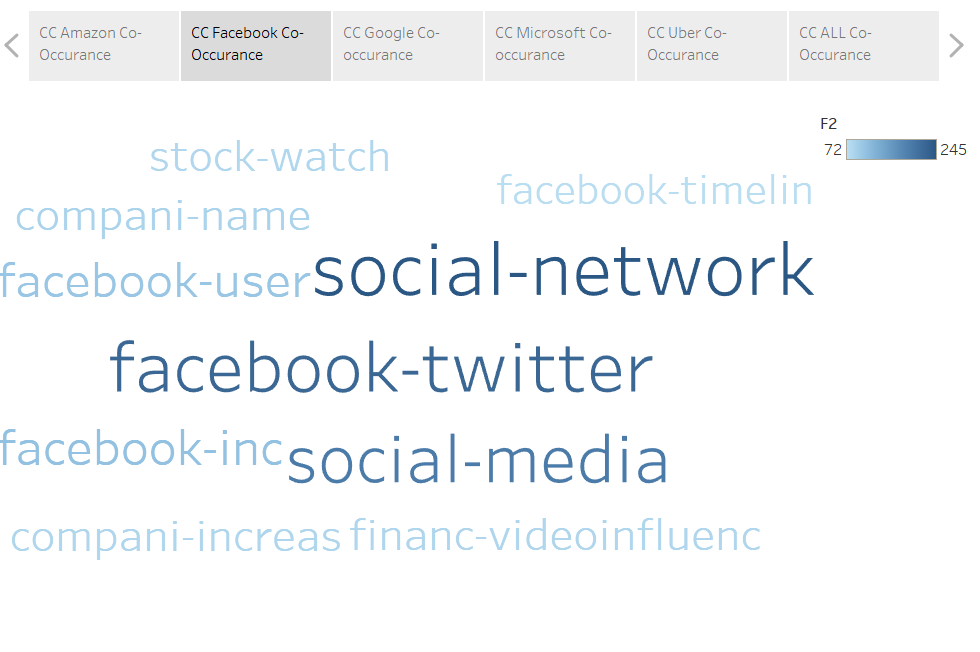 CC Amazon Co-
Occurance
CC Facebook Co-
Occurance
CC Google Co-
occurance
CC Microsoft Co-
occurance
CC Uber Co-
Occurance
CC ALL Co-
Occurance
F2
72 245
stock-watch
facebook-timelin
compani-name
facebook-user social-network
facebook-twitter
facebook-inc social-media
compani-increas financ-videoinfluenc